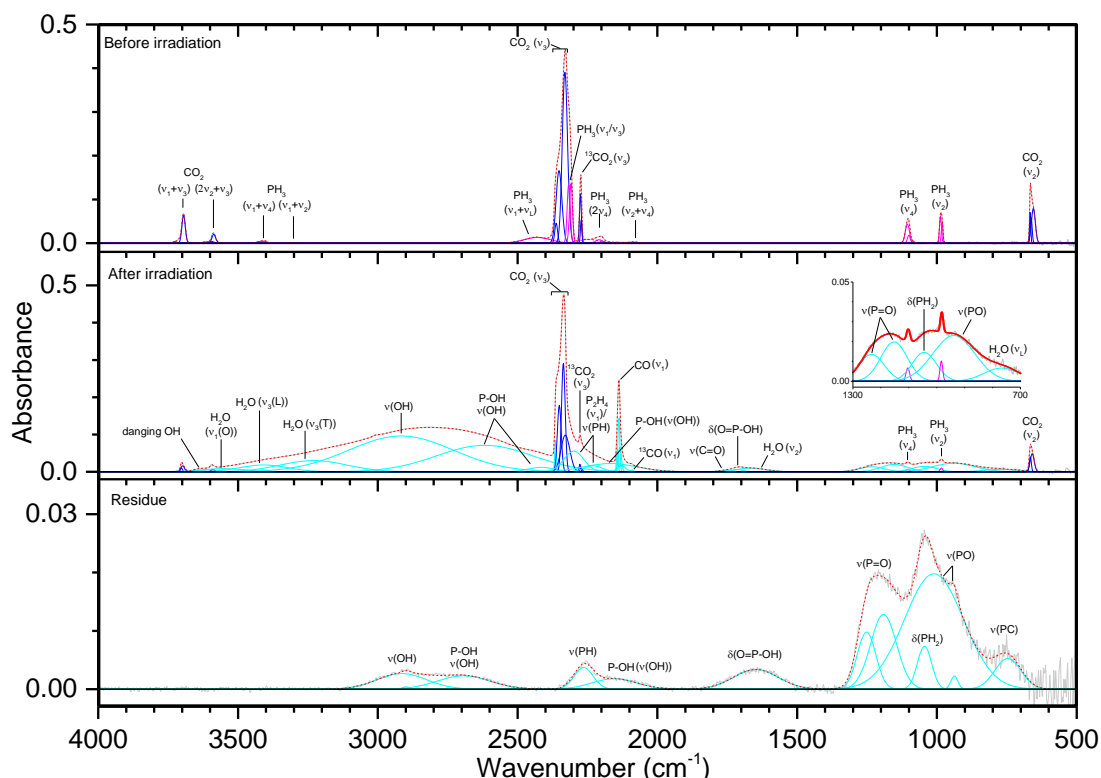 0.5
Before irradiation
CO2 (ν3)
PH3(ν1/ν3)
13CO2(ν3)
CO2
(ν1+ν3) (2ν2+ν3)
PH3
(ν1+ν4) (ν1+ν2)
PH3
(ν1+νL)
PH3
(2ν4)
PH3
(ν2+ν4)
PH3
(ν4)
PH3
(ν2)
CO2
(ν2)
0.0
After irradiation
0.5
CO2 (ν3)
danging OH
H2O
(ν1(O))
H2O (ν3(L))
H2O (ν3(T))
ν(OH)
P-OH
ν(OH)
13CO2
(ν3)
P2H4
(ν1)/
ν(PH)
CO(ν1)
P-OH(ν(OH))
13CO(ν1)
ν(C=O)
δ(O=P-OH)
H2O (ν2)
PH3
(ν4)
PH3
(ν2)
CO2
(ν2)
0.05
ν(P=O)
δ(PH2)
ν(PO)
H2O (νL)
0.00
1300
700
0.0
Absorbance
Residue
0.03
ν(OH)
P-OH
ν(OH)
ν(PH)
P-OH(ν(OH))
δ(O=P-OH)
ν(P=O)
δ(PH2)
ν(PO)
ν(PC)
0.00
4000 3500 3000 2500 2000 1500 1000 500
Wavenumber (cm-1)